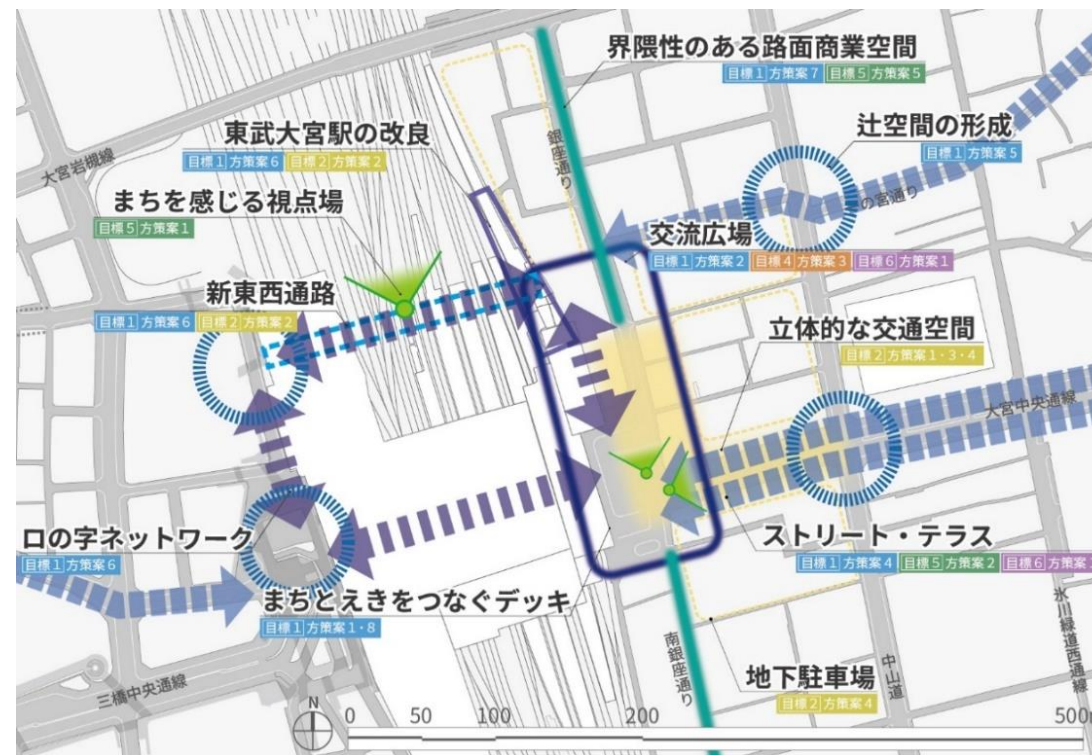 界隈性のある路面商業空間
目標1 方策案7 目標5 方策案5
東武大宮駅の改良
目標1 方策案6 目標2 方策案2
辻空間の形成
目標1 方策案5
大宮岩槻線
銀座通り
まちを感じる視点場
目標5 方策案1
の宮通り
交流広場
目標1 方策案2 目標4 方策案3 目標6 方策案1
新東西通路
目標1 方策案6 目標2 方策案2
立体的な交通空間
目標2 方策案1・3・4
大宮中央通線
ロの字ネットワーク
目標1 方策案6
ストリート・テラス
目標1 方策案4 目標5 方策案2 目標6 方策案
まちとえきをつなぐデッキ
目標1 方策案1・8
氷川緑道西通線
南銀座通り
中山道
地下駐車場
目標2 方策案4
三橋中央通線
N
0 50 100 200 500